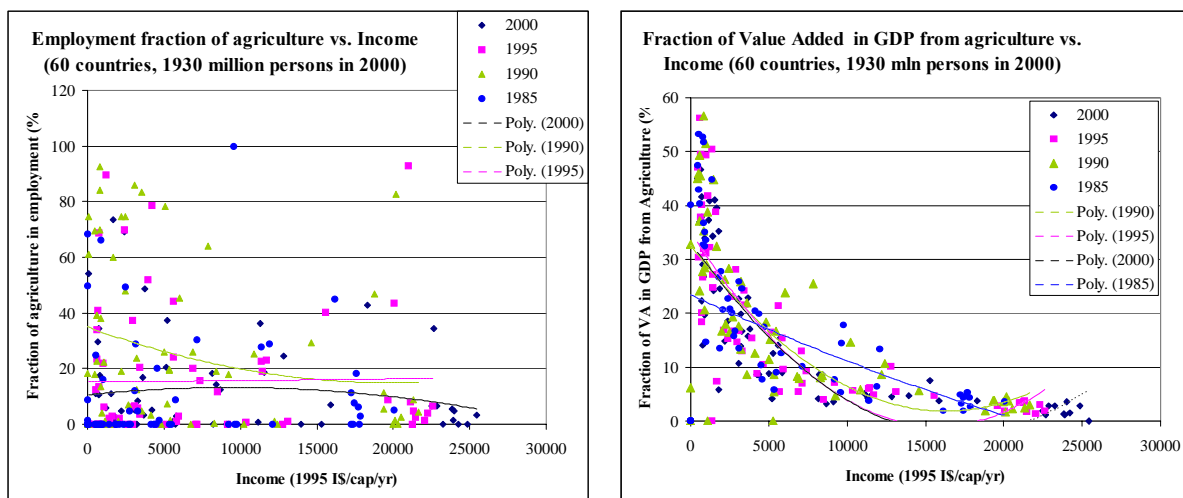 Employment fraction of agriculture vs. Income
(60 countries, 1930 million persons in 2000)
2000
1995
1990
1985
Poly. (2000)
Poly. (1990)
Poly. (1995)
Fraction of agriculture in employment (%
120
100
80
60
40
20
0
0 5000 10000 15000 20000 25000 30000
Income (1995 I$/cap/yr)
Fraction of Value Added in GDP from agriculture vs.
Income (60 countries, 1930 mln persons in 2000)
2000
1995
1990
1985
Poly. (1990)
Poly. (1995)
Poly. (2000)
Poly. (1985)
Fraction of VA in GDP from Agriculture (%
60
50
40
30
20
10
0
0 5000 10000 15000 20000 25000 30000
Income (1995 I$/cap/yr)